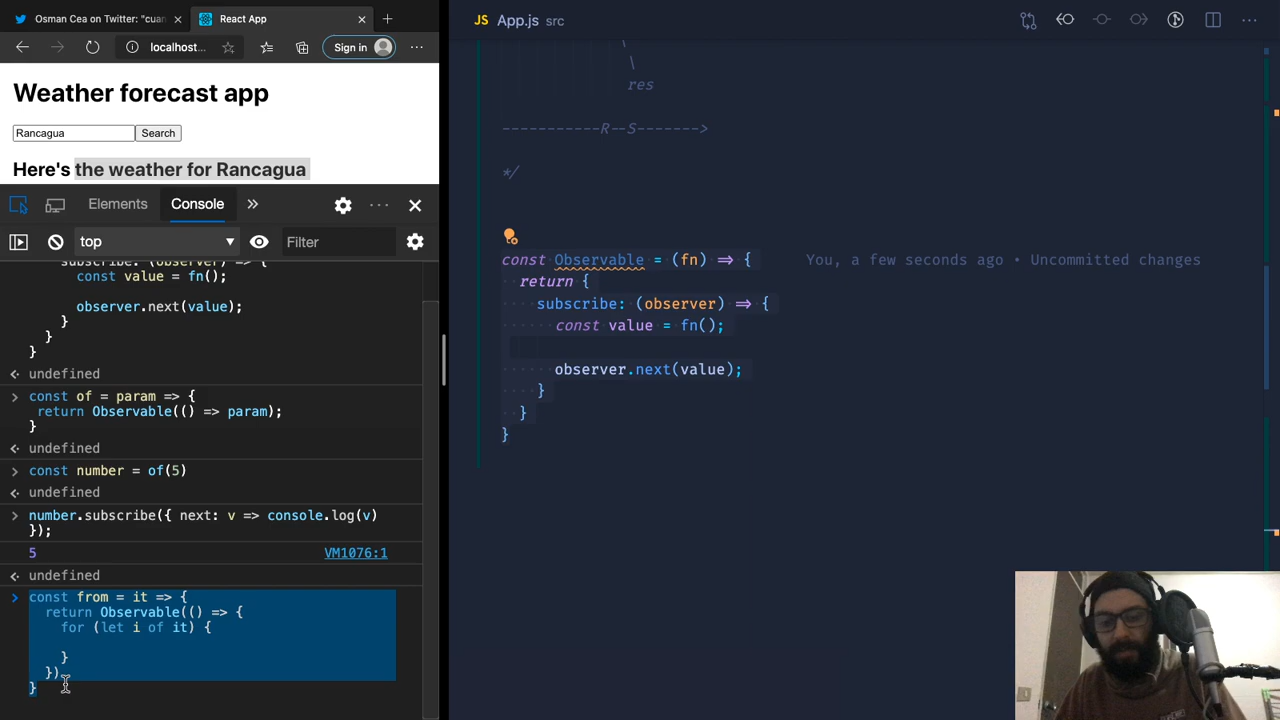 Osman Cea on Twitter: "cuan
React App
localhost...
Sign in
Weather forecast app
Rancagua
Search
Here's the weather for Rancagua
Elements
Console
top
Filter
subscribe: (observer) => {
const value = fn();
observer.next(value);
}
}
}
undefined
const of = param => {
return Observable(() => param);
}
undefined
const number = of(5)
undefined
number.subscribe({ next: v => console.log(v)
});
5 VM1076:1
undefined
const from = it => {
return Observable(() => {
for (let i of it) {
}
})
}
JS App.js src
\
\
res
-----------R--S------->
*/
const Observable = (fn) => { You, a few seconds ago • Uncommitted changes
return {
subscribe: (observer) => {
const value = fn();
observer.next(value);
}
}
}